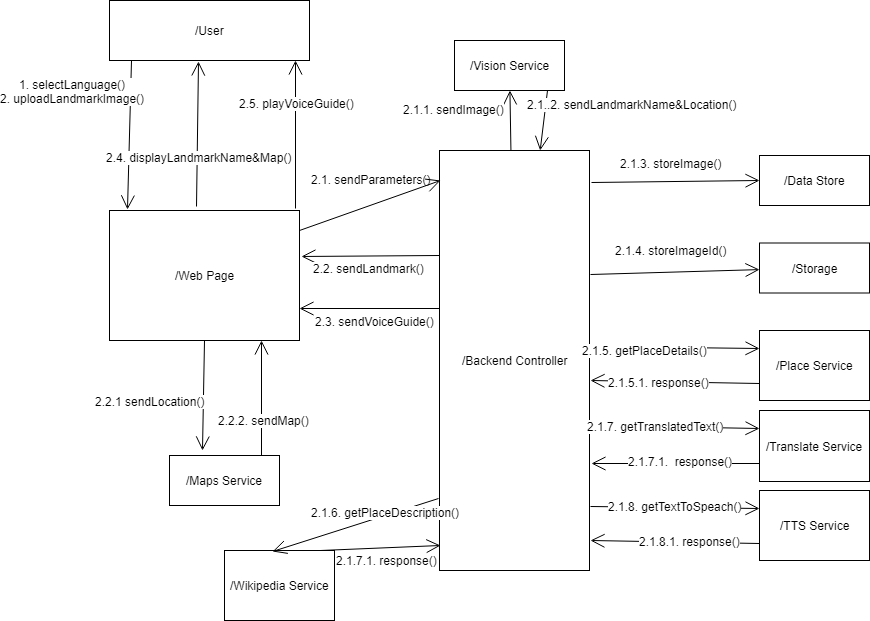 /User
/Vision Service
1. selectLanguage()
2. uploadLandmarkImage()
2.5. playVoiceGuide()
2.1.1. sendImage()
2.1..2. sendLandmarkName&Location()
2.4. displayLandmarkName&Map()
2.1. sendParameters()
2.1.3. storeImage()
/Data Store
2.1.4. storeImageId()
/Storage
/Web Page
2.2. sendLandmark()
2.3. sendVoiceGuide()
/Backend Controller
2.1.5. getPlaceDetails()
/Place Service
2.1.5.1. response()
2.2.1 sendLocation()
2.2.2. sendMap()
2.1.7. getTranslatedText()
/Translate Service
2.1.7.1. response()
/Maps Service
2.1.6. getPlaceDescription()
2.1.8. getTextToSpeach()
/TTS Service
2.1.8.1. response()
2.1.7.1. response()
/Wikipedia Service